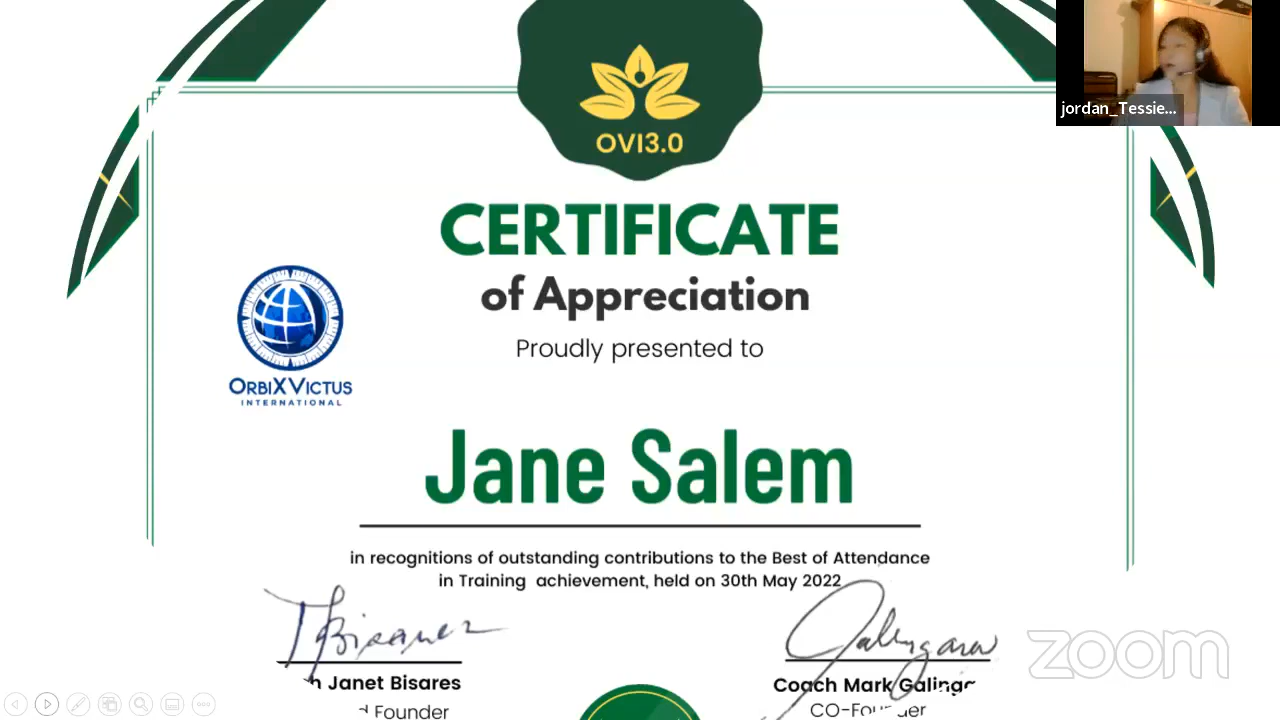 jordan_Tessie...
OVI3.0
CERTIFICATE
of Appreciation
Proudly presented to
ORBIXVICTUS
INTERNATIONAL
Jane Salem
in recognitions of outstanding contributions to the Best of Attendance
in Training achievement, held on 30th May 2022
zoom
Janet Bisares
Coach Mark
Founder
CO-